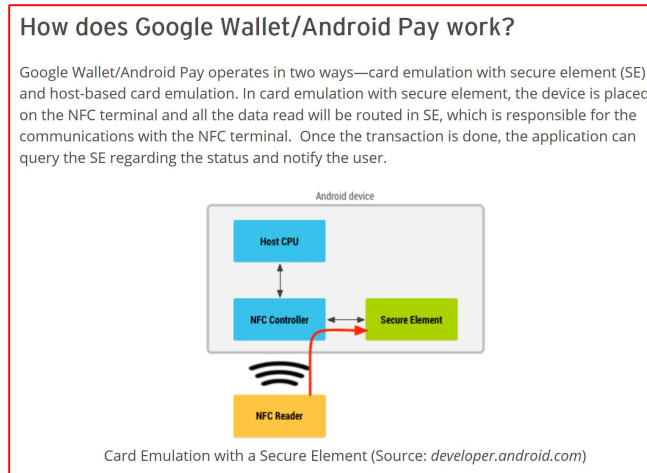 How does Google Wallet/Android Pay work?
Google Wallet/Android Pay operates in two ways—card emulation with secure element (SE)
and host-based card emulation. In card emulation with secure element, the device is placed
on the NFC terminal and all the data read will be routed in SE, which is responsible for the
communications with the NFC terminal.  Once the transaction is done, the application can
query the SE regarding the status and notify the user.
Android device
Host CPU
NFC Controller
Secure Element
NFC Reader
Card Emulation with a Secure Element (Source: developer.android.com)